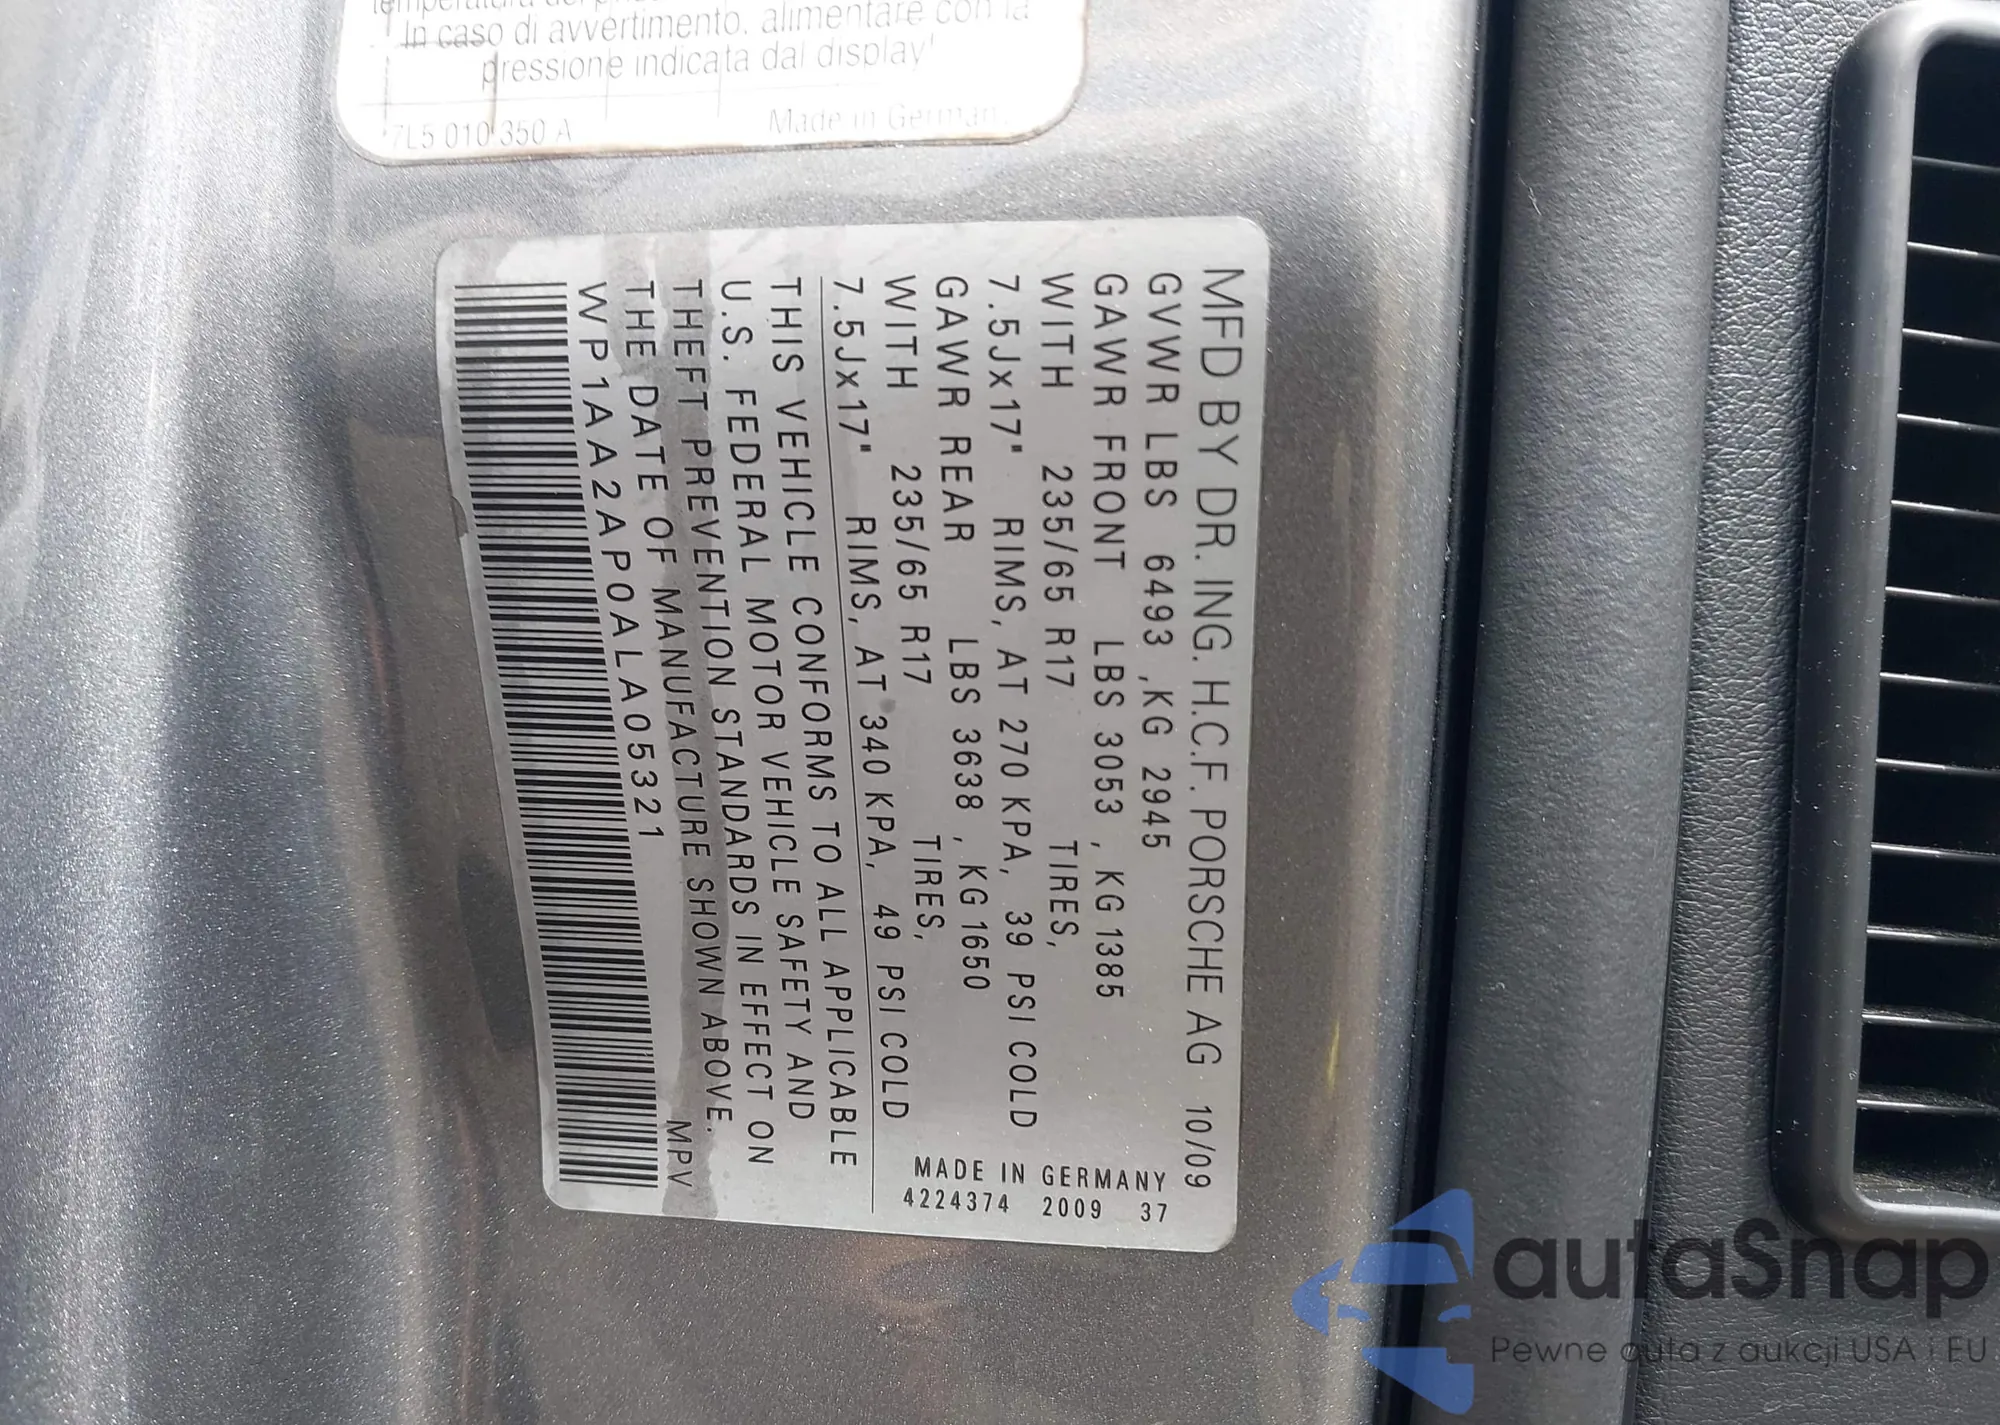 In caso di avvertimento, alimentare con la
pressione indicata dal display
7L5 010 350 A
Made in German
MFD BY DR. ING. H.C.F. PORSCHE AG 10/09
GVWR LBS 6493 ,KG 2945
GAWR FRONT LBS 3053 , KG 1385
WITH 235/65 R17 TIRES,
7.5Jx17" RIMS, AT 270 KPA, 39 PSI COLD
GAWR REAR LBS 3638 , KG 1650
WITH 235/65 R17 TIRES,
7.5Jx17" RIMS, AT 340 KPA, 49 PSI COLD
MADE IN GERMANY
4224374 2009 37
THIS VEHICLE CONFORMS TO ALL APPLICABLE
U.S. FEDERAL MOTOR VEHICLE SAFETY AND
THEFT PREVENTION STANDARDS IN EFFECT ON
THE DATE OF MANUFACTURE SHOWN ABOVE.
WP1AA2AP0ALA05321 MPV
autaSnap
Pewne auta z aukcji USA i EU